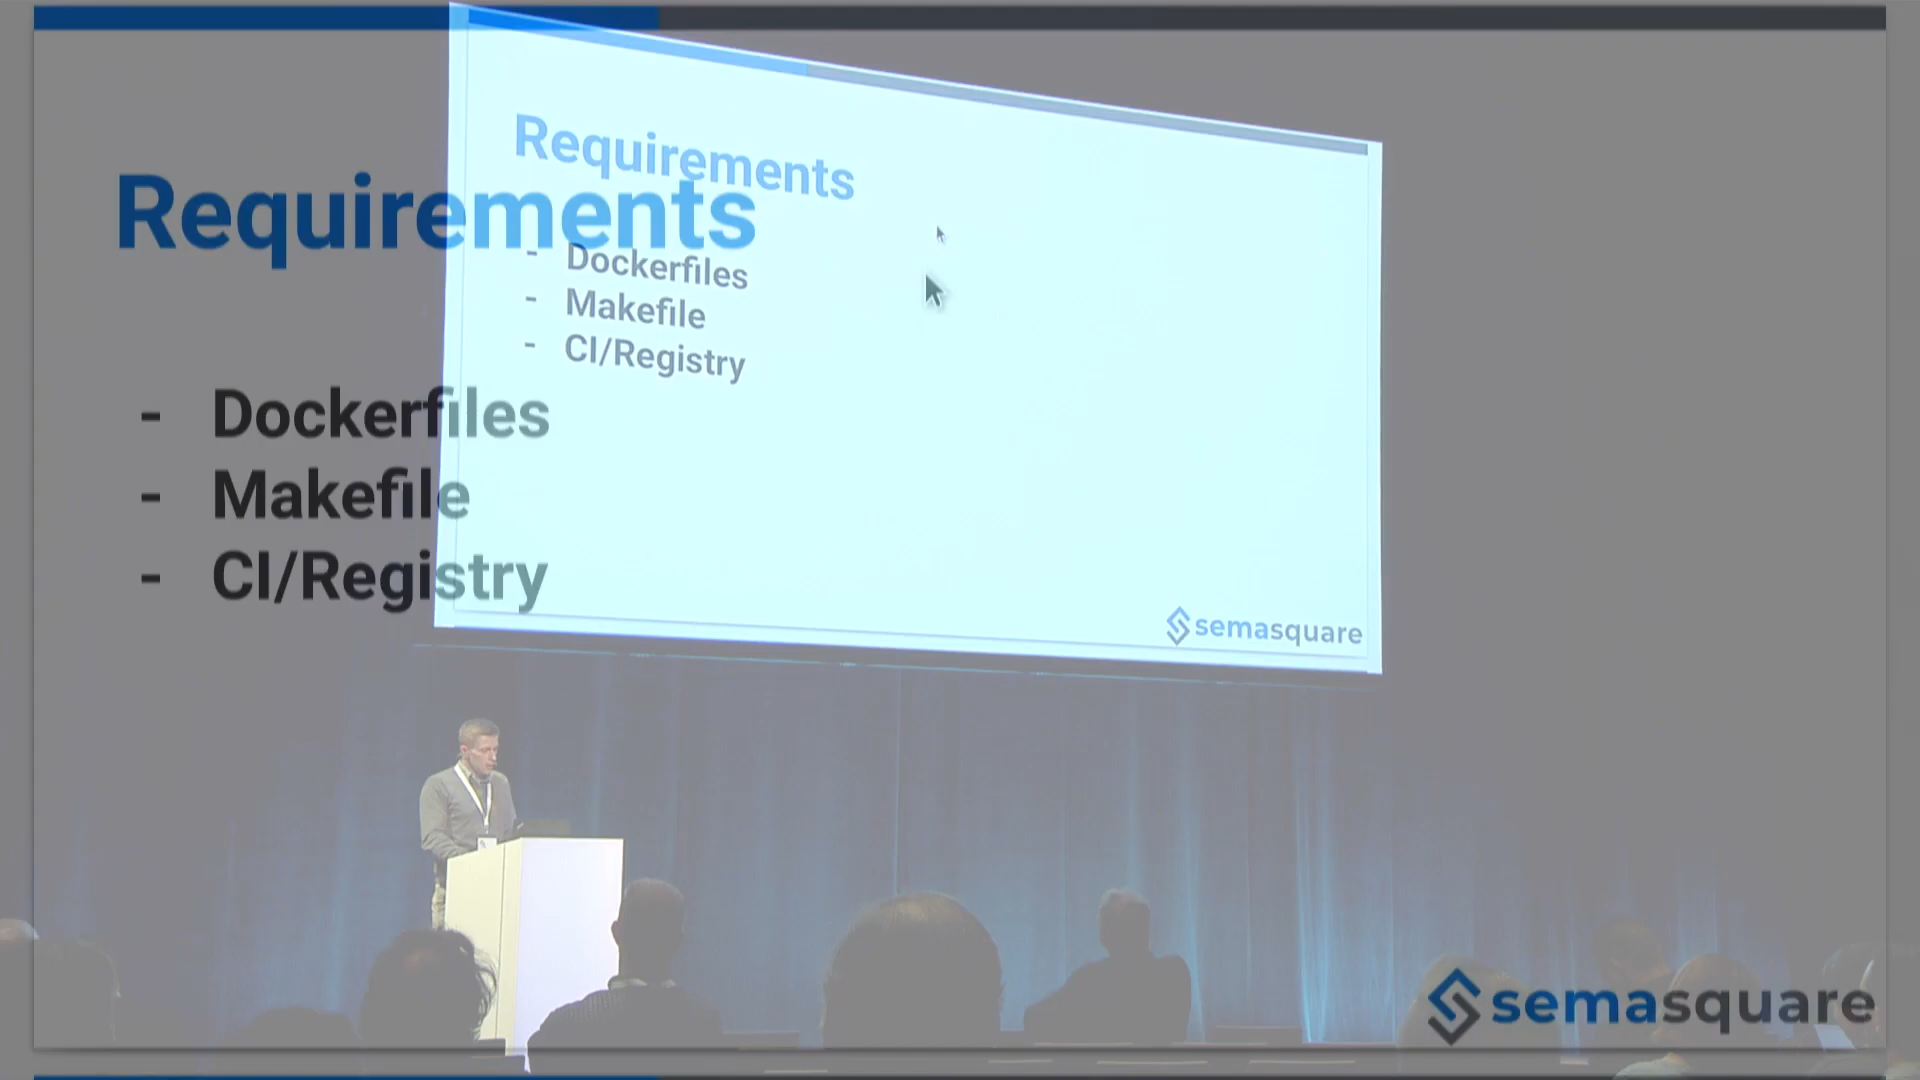 Requirements
- Dockerfiles
- Makefile
- CI/Registry
semasquare
Requirements
- Dockerfiles
- Makefile
- CI/Registry
semasquare